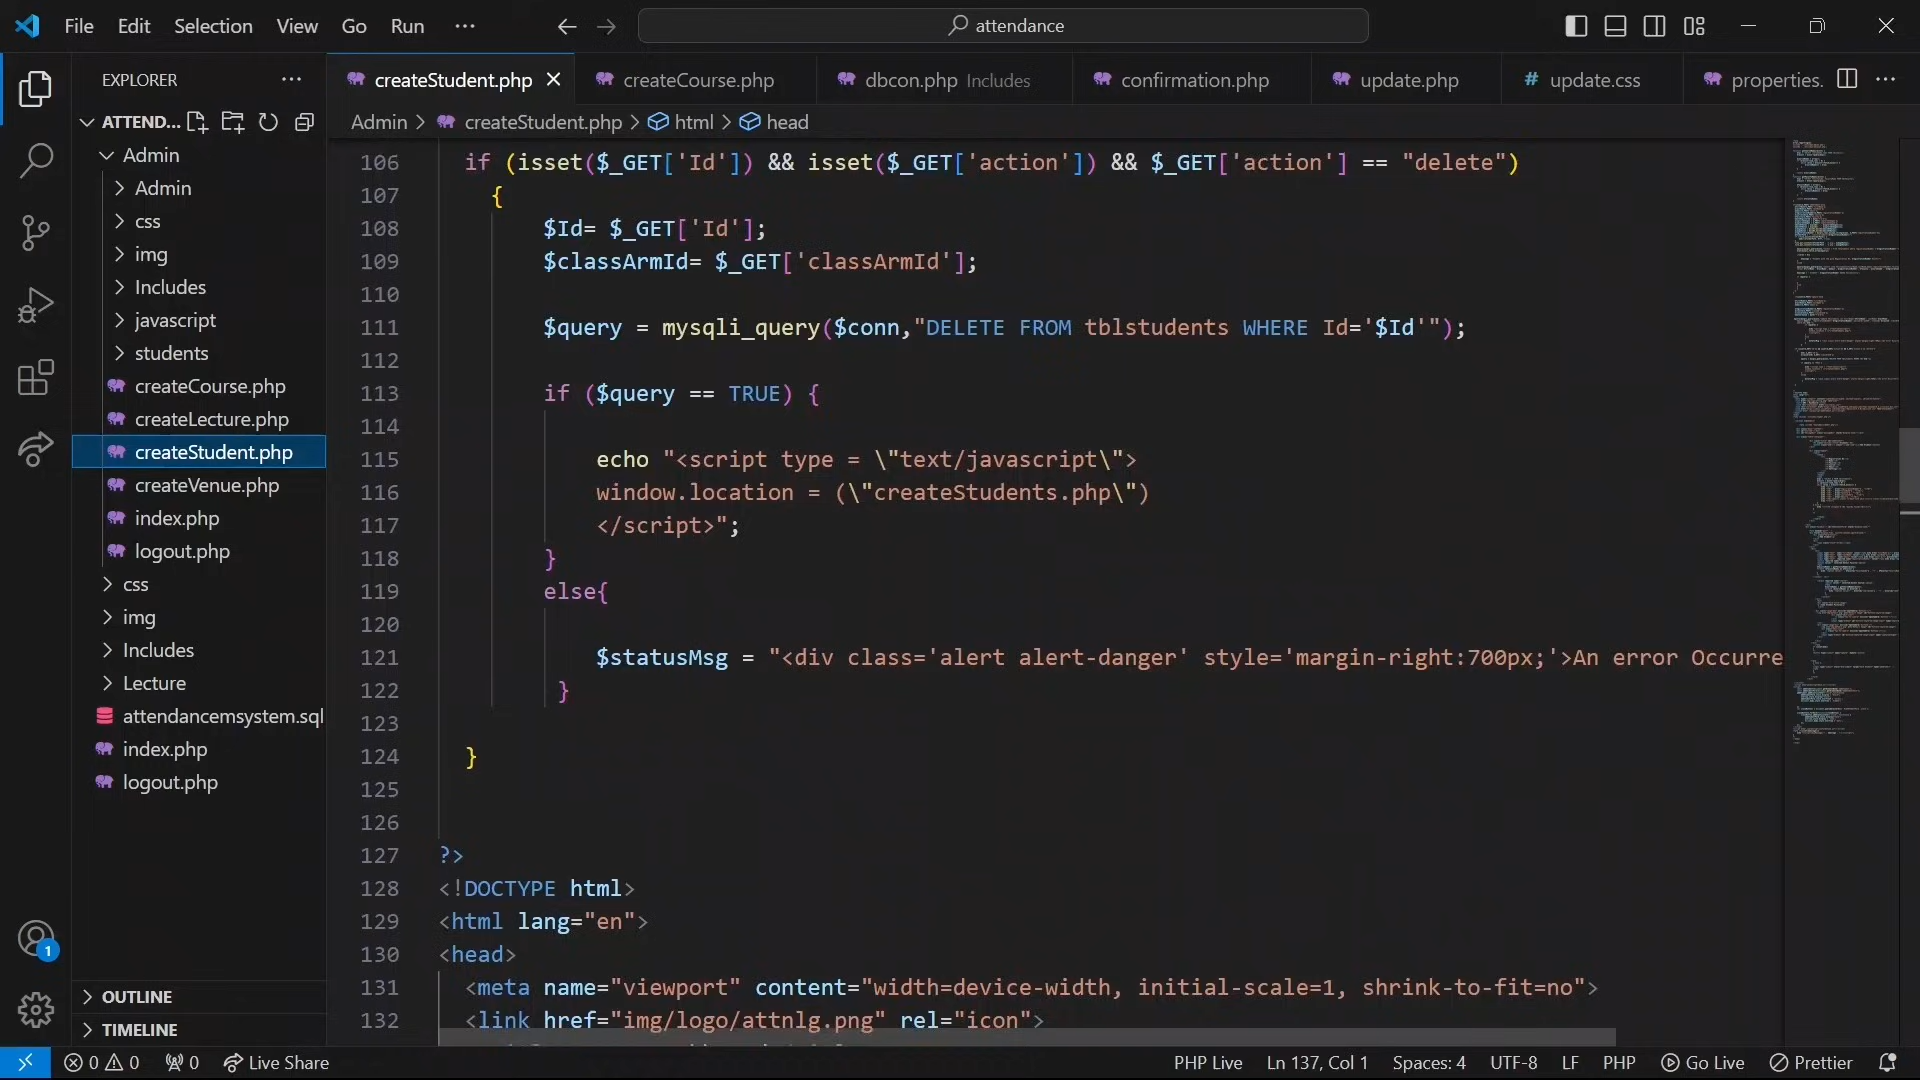 File Edit Selection View Go Run ···
attendance
EXPLORER
createStudent.php
createCourse.php
dbcon.php Includes
confirmation.php
update.php
# update.css
properties.
ATTEND...
Admin > createStudent.php > html > head
Admin
Admin
css
img
Includes
javascript
students
createCourse.php
createLecture.php
createStudent.php
createVenue.php
index.php
logout.php
css
img
Includes
Lecture
attendancemsystem.sql
index.php
logout.php
OUTLINE
TIMELINE
106 if (isset($_GET['Id']) && isset($_GET['action']) && $_GET['action'] == "delete")
107 {
108 $Id= $_GET['Id'];
109 $classArmId= $_GET['classArmId'];
110
111 $query = mysqli_query($conn,"DELETE FROM tblstudents WHERE Id='$Id'");
112
113 if ($query == TRUE) {
114
115 echo "<script type = \"text/javascript\">
116 window.location = (\"createStudents.php\")
117 </script>";
118 }
119 else{
120
121 $statusMsg = "<div class='alert alert-danger' style='margin-right:700px;'>An error Occurre
122 }
123
124 }
125
126
127 ?>
128 <!DOCTYPE html>
129 <html lang="en">
130 <head>
131 <meta name="viewport" content="width=device-width, initial-scale=1, shrink-to-fit=no">
132 <link href="img/logo/attnlg.png" rel="icon">
1
0 0 0 Live Share
PHP Live Ln 137, Col 1 Spaces: 4 UTF-8 LF PHP Go Live Prettier